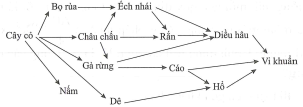 Bọ rùa
Ếch nhái
Cây cỏ
Châu chấu
Rắn
Diều hâu
Gà rừng
Cáo
Vi khuẩn
Nấm
Dê
Hổ